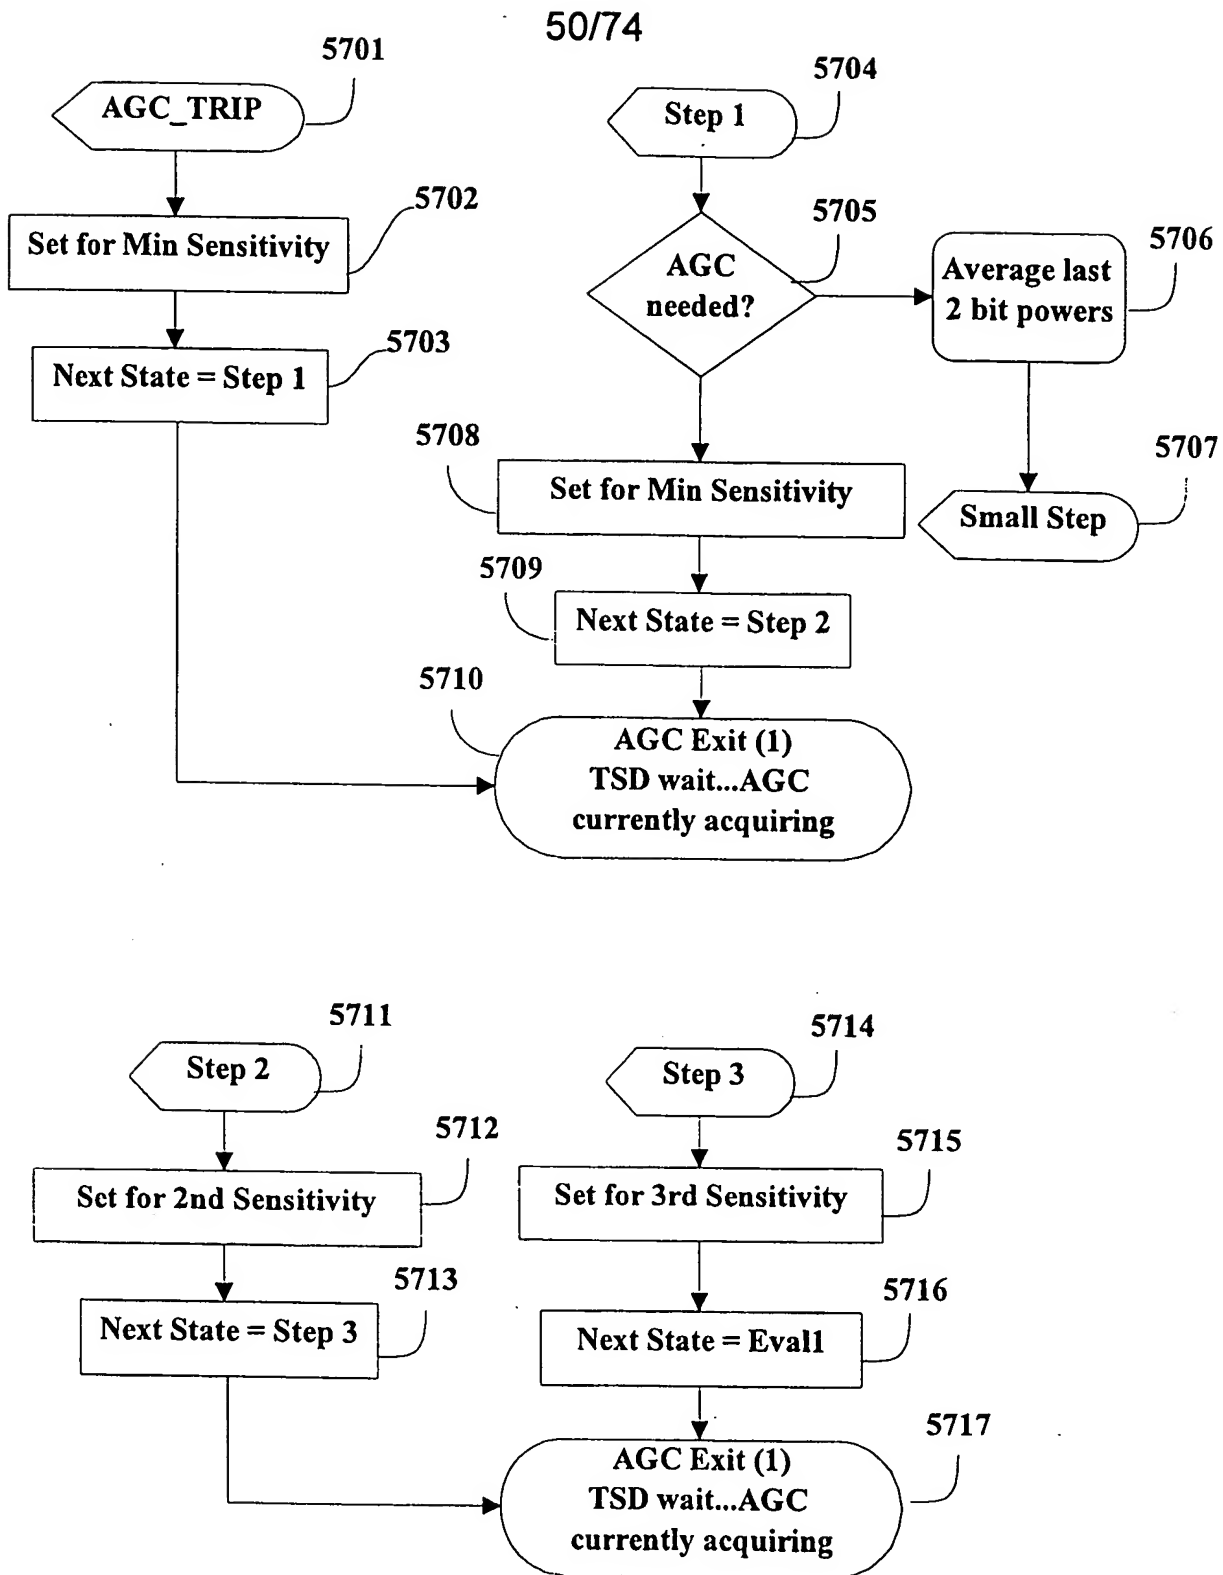 50/74
5701
AGC_TRIP
5702
Set for Min Sensitivity
5703
Next State = Step 1
5704
Step 1
5705
AGC
needed?
5706
Average last
2 bit powers
5707
Small Step
5708
Set for Min Sensitivity
5709
Next State = Step 2
5710
AGC Exit (1)
TSD wait...AGC
currently acquiring
5711
Step 2
5712
Set for 2nd Sensitivity
5713
Next State = Step 3
5714
Step 3
5715
Set for 3rd Sensitivity
5716
Next State = Eval1
5717
AGC Exit (1)
TSD wait...AGC
currently acquiring